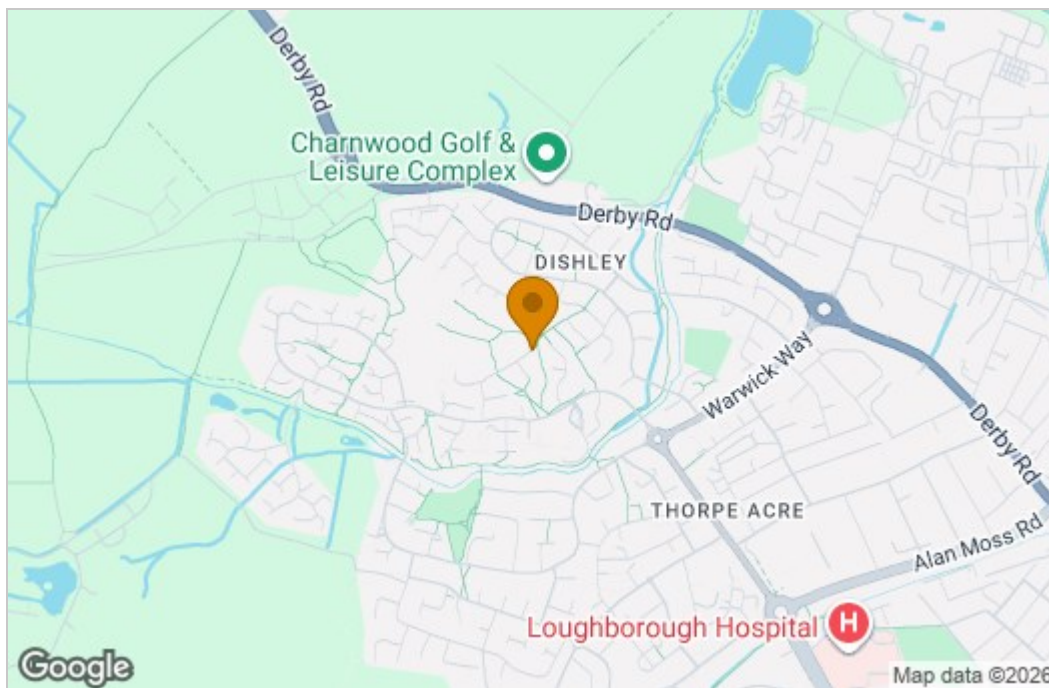 Derby Rd
Charnwood Golf &
Leisure Complex
Derby Rd
DISHLEY
Warwick Way
Derby Rd
THORPE ACRE
Alan Moss Rd
Loughborough Hospital
H
Google
Map data ©2026